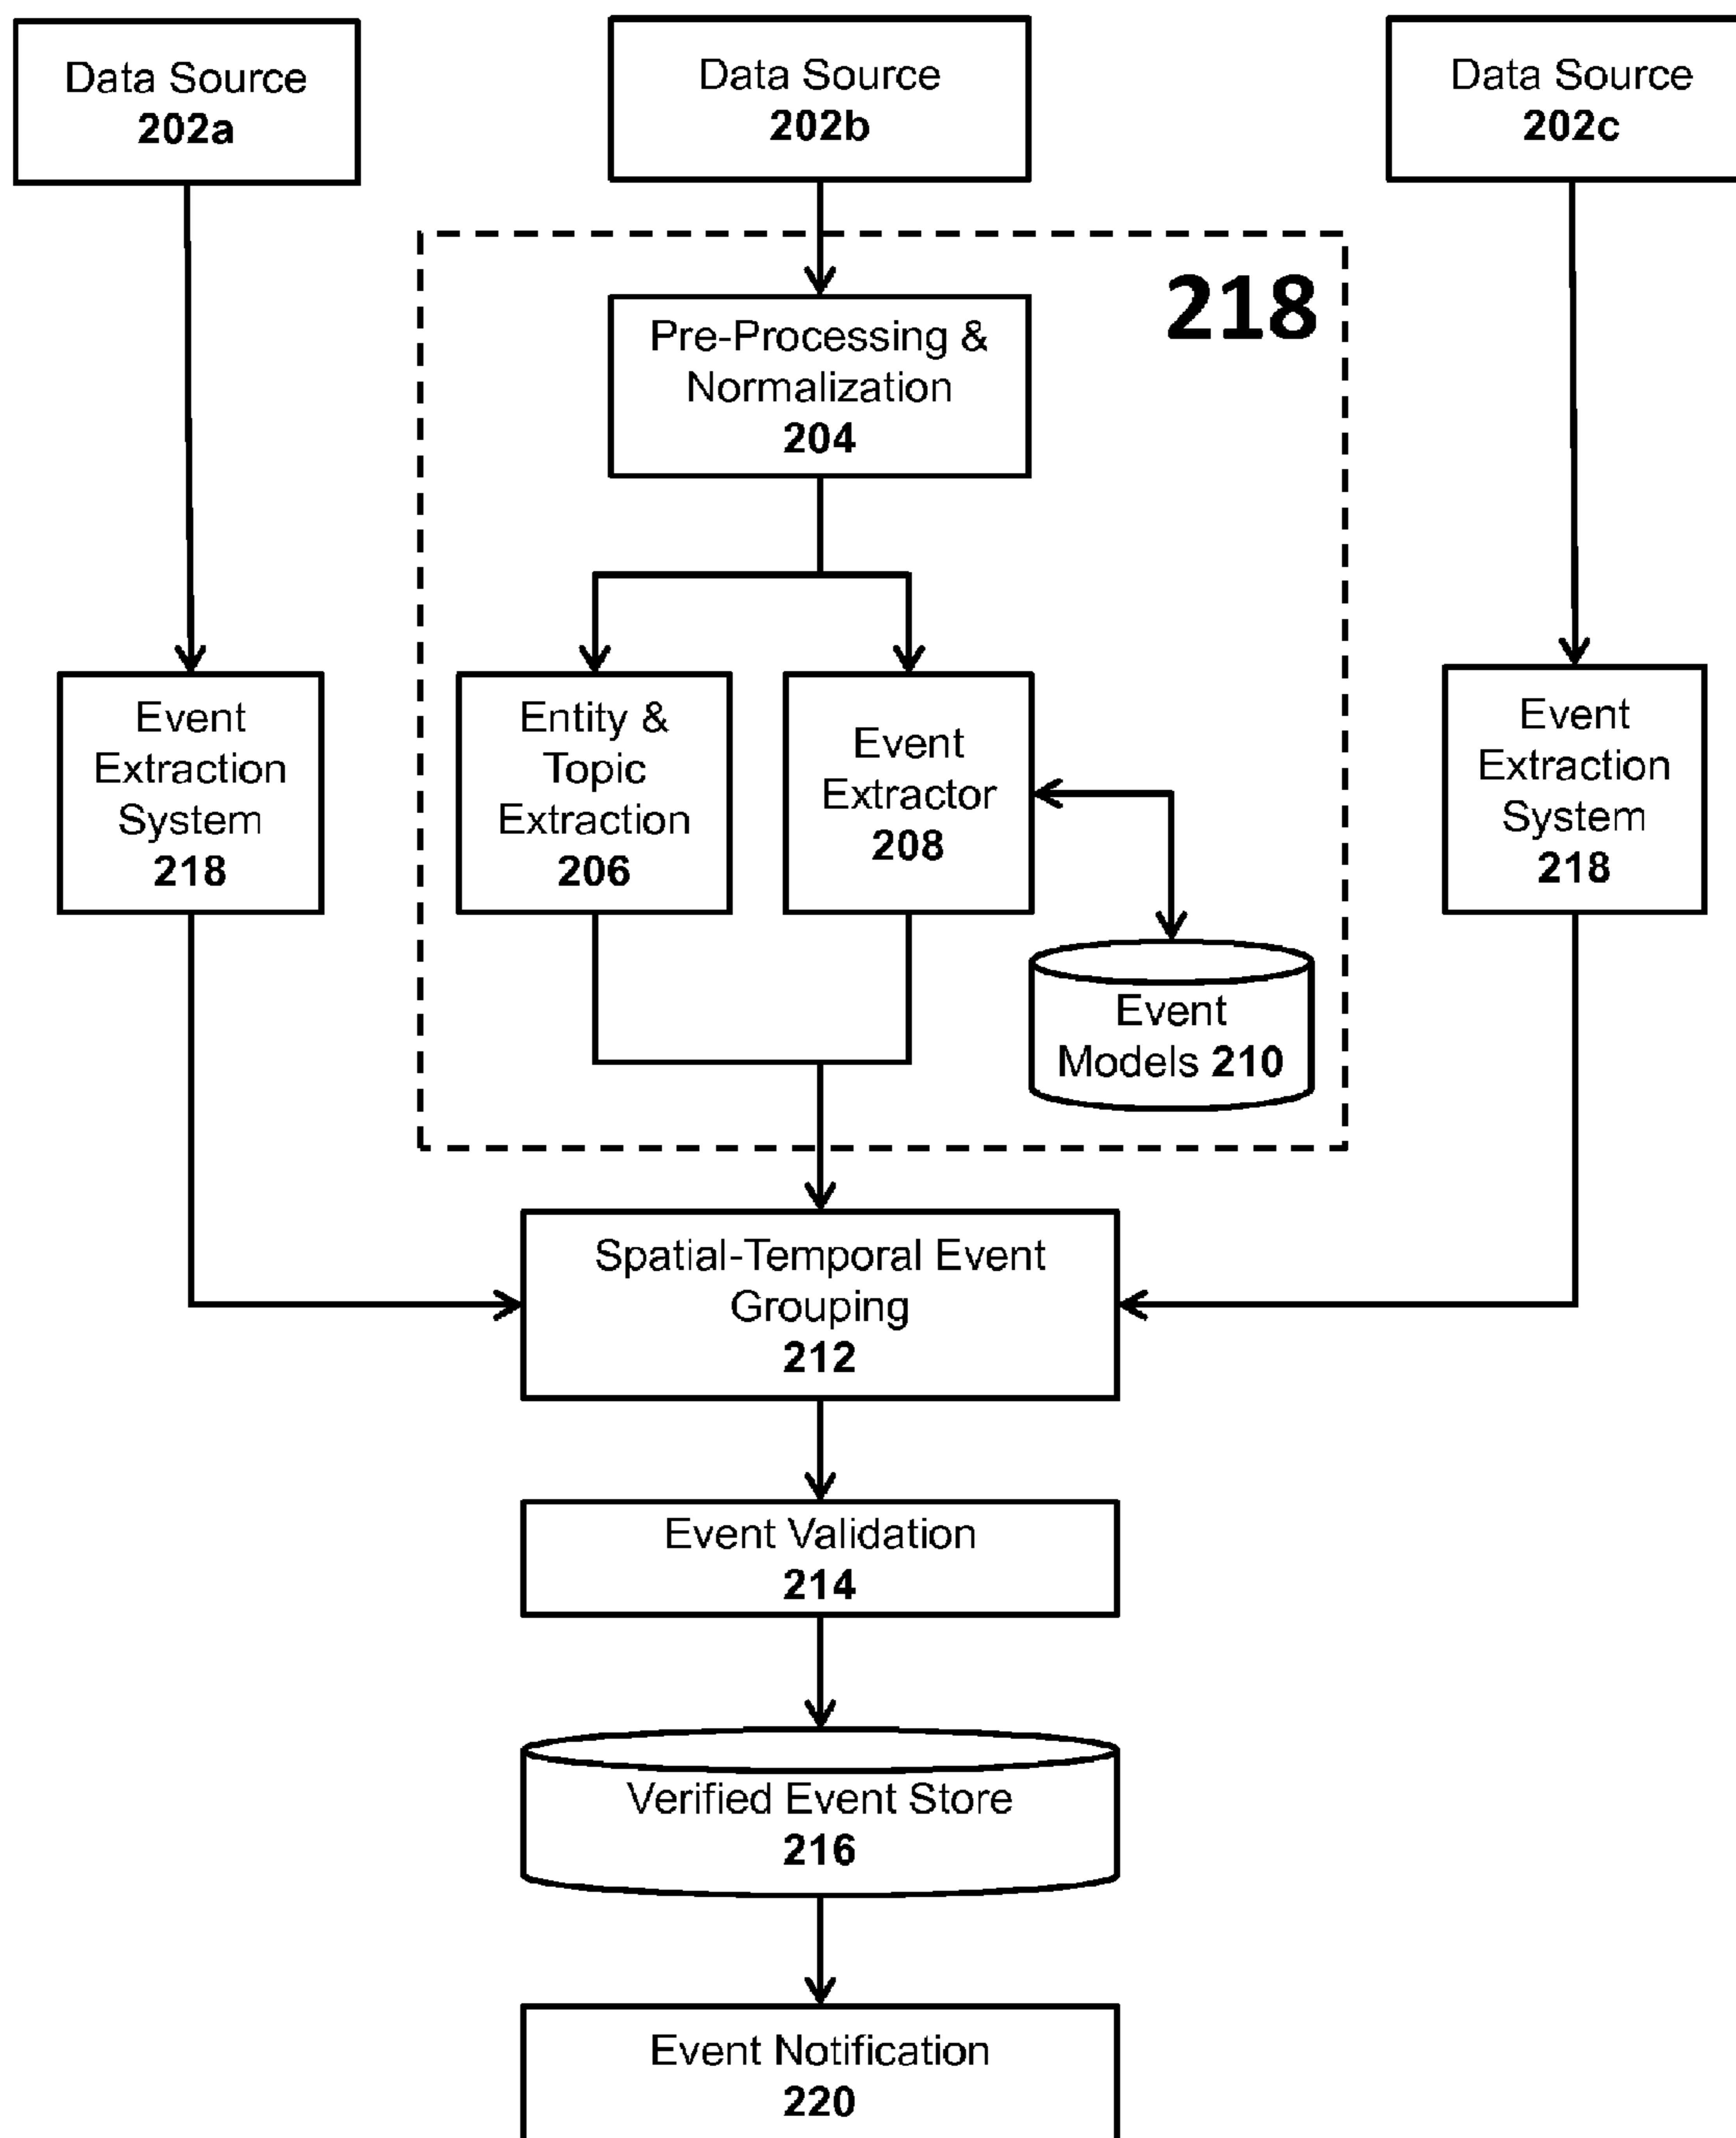 Data Source
202a
Data Source
202b
Data Source
202c
218
Pre-Processing &
Normalization
204
Event
Extraction
System
218
Entity &
Topic
Extraction
206
Event
Extractor
208
Event
Extraction
System
218
Event
Models 210
Spatial-Temporal Event
Grouping
212
Event Validation
214
Verified Event Store
216
Event Notification
220